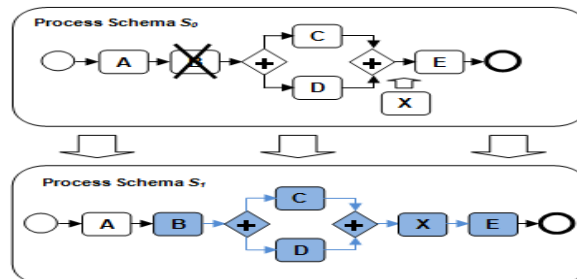 Process Schema S₀
C
A B + + E
D
X
Process Schema S₁
C
A B + + X E
D